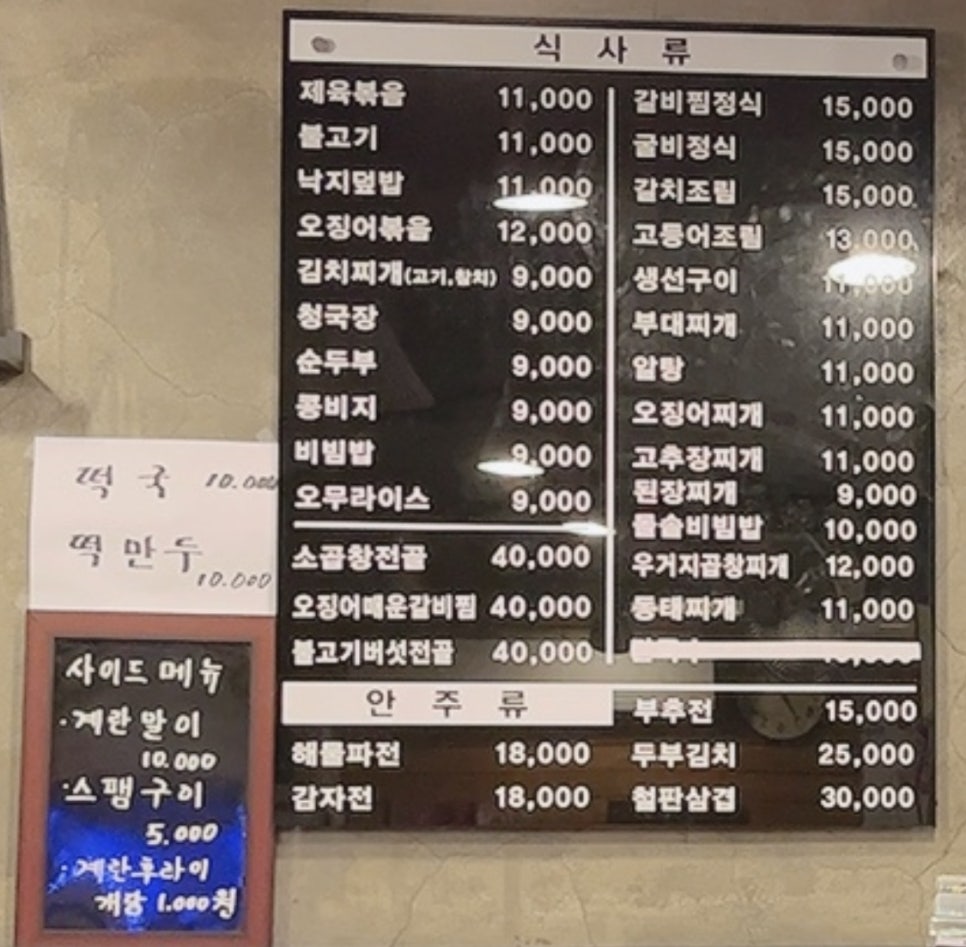 식 사 류
제육볶음 11,000
불고기 11,000
낙지덮밥 11,000
오징어볶음 12,000
김치찌개(고기,참치) 9,000
청국장 9,000
순두부 9,000
콩비지 9,000
비빔밥 9,000
오무라이스 9,000
소곱창전골 40,000
오징어매운갈비찜 40,000
불고기버섯전골 40,000
갈비찜정식 15,000
굴비정식 15,000
갈치조림 15,000
고등어조림 13,000
생선구이 11,000
부대찌개 11,000
알탕 11,000
오징어찌개 11,000
고추장찌개 11,000
된장찌개 9,000
돌솥비빔밥 10,000
우거지곱창찌개 12,000
동태찌개 11,000
안 주 류
해물파전 18,000
감자전 18,000
부추전 15,000
두부김치 25,000
철판삼겹 30,000
떡국 10.000
떡만두 10.000
사이드 메뉴
·계란말이
10.000
·스팸구이
5.000
·계란후라이
개당 1.000원